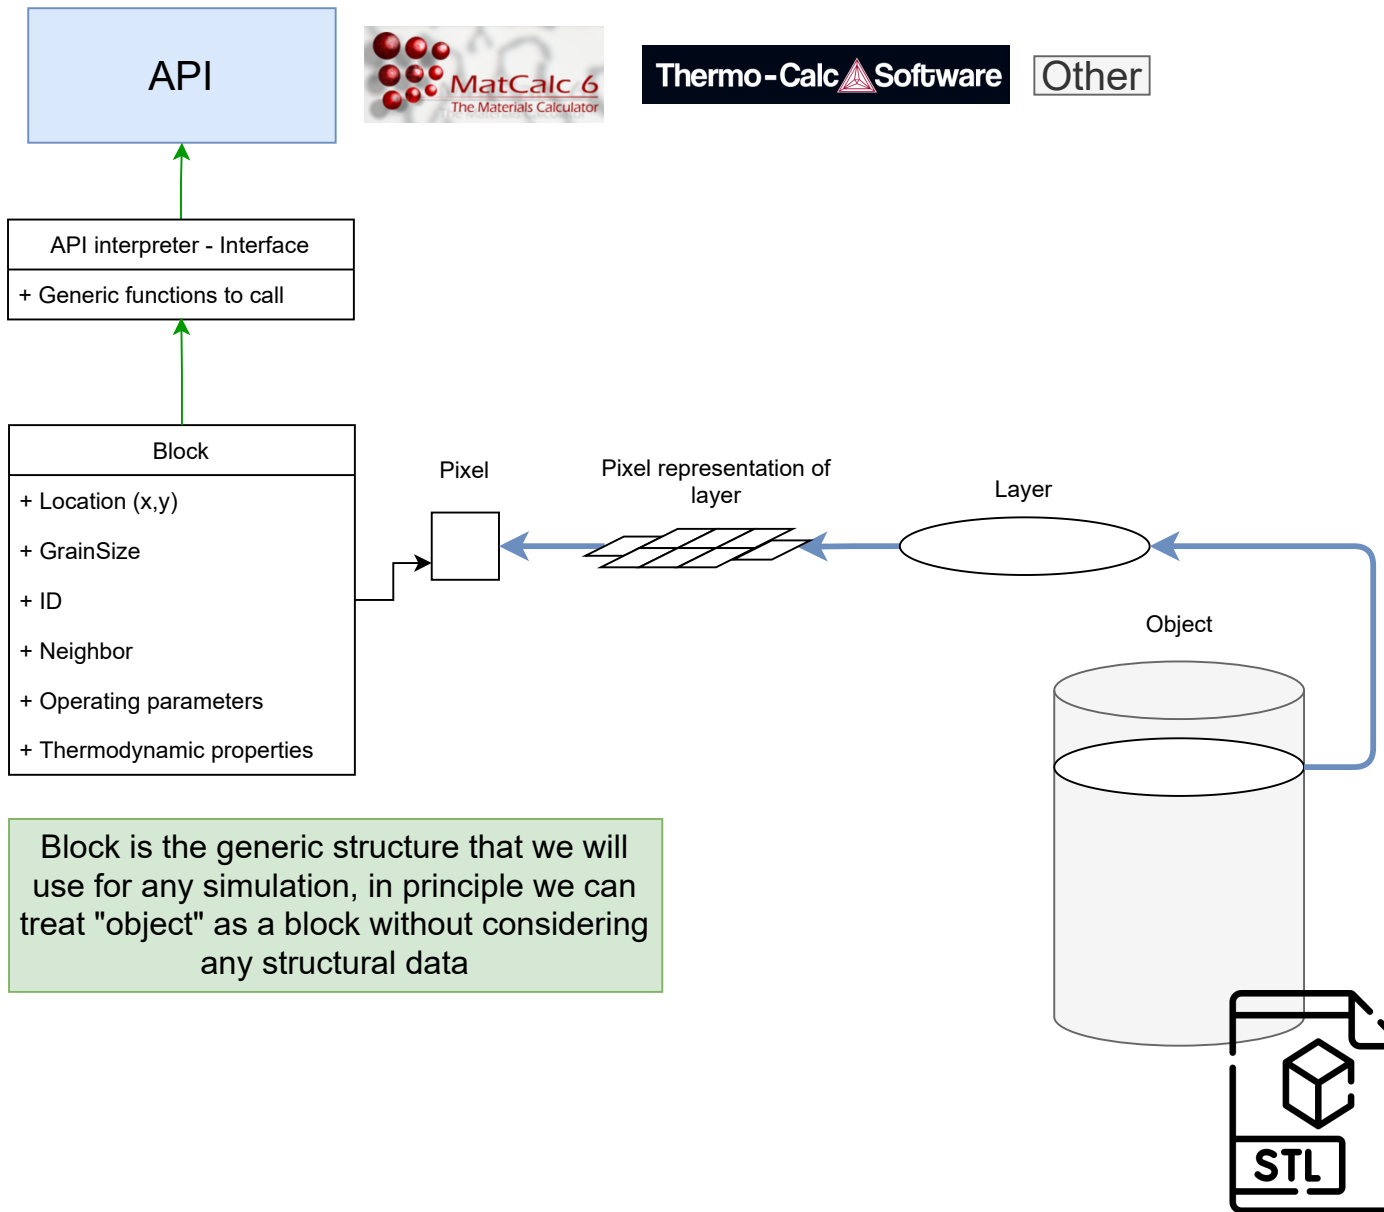 API
MatCalc 6
The Materials Calculator
Thermo-Calc Software
Other
API interpreter - Interface
+ Generic functions to call
Block
+ Location (x,y)
+ GrainSize
+ ID
+ Neighbor
+ Operating parameters
+ Thermodynamic properties
Pixel
Pixel representation of
layer
Layer
Object
Block is the generic structure that we will
use for any simulation, in principle we can
treat "object" as a block without considering
any structural data
STL